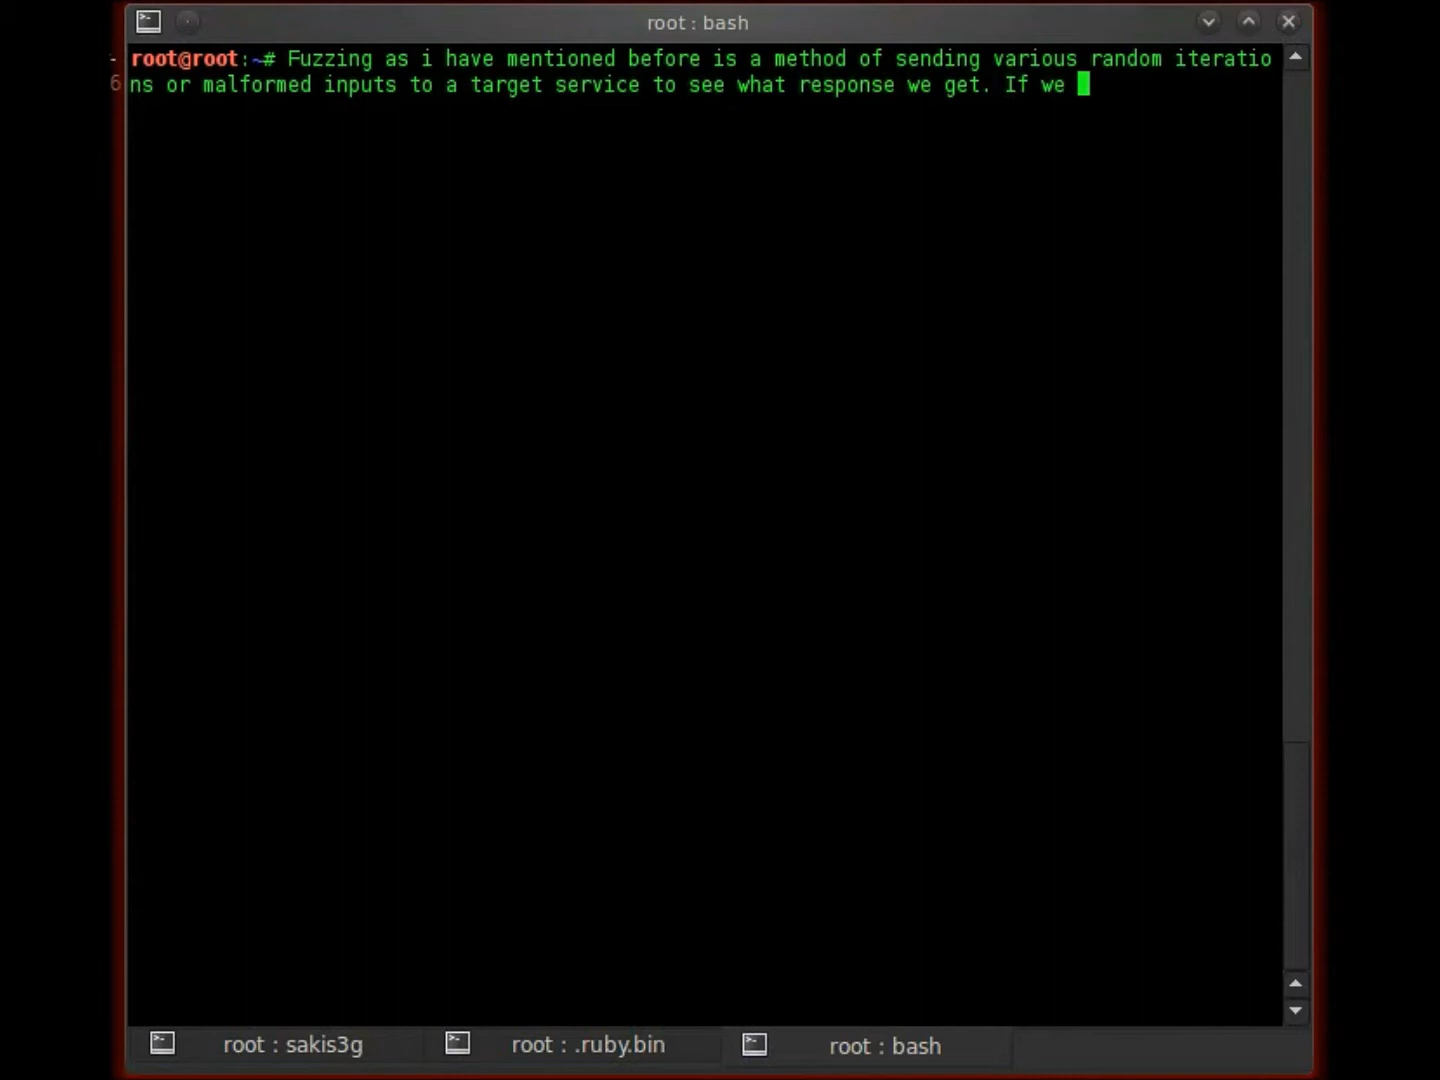 root : bash
root@root:~# Fuzzing as i have mentioned before is a method of sending various random iteratio
ns or malformed inputs to a target service to see what response we get. If we
6
root : sakis3g
root : .ruby.bin
root : bash